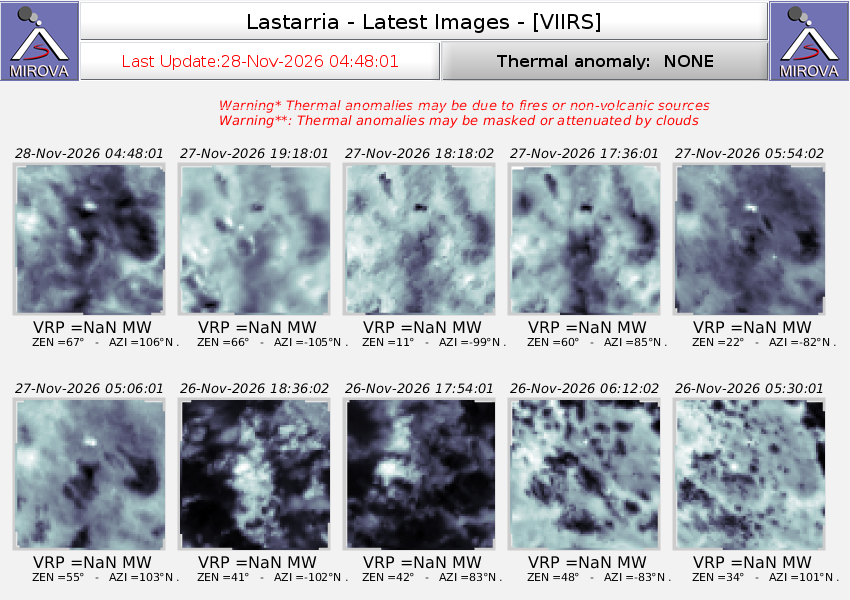 Lastarria - Latest Images - [VIIRS]
MIROVA
MIROVA
Last Update:28-Nov-2026 04:48:01
Thermal anomaly: NONE
Warning* Thermal anomalies may be due to fires or non-volcanic sources
Warning**: Thermal anomalies may be masked or attenuated by clouds
28-Nov-2026 04:48:01 27-Nov-2026 19:18:01 27-Nov-2026 18:18:02 27-Nov-2026 17:36:01 27-Nov-2026 05:54:02
VRP =NaN MW VRP =NaN MW VRP =NaN MW VRP =NaN MW VRP =NaN MW
ZEN =67° - AZI =106°N . ZEN =66° - AZI =-105°N . ZEN =11° - AZI =-99°N . ZEN =60° - AZI =85°N . ZEN =22° - AZI =-82°N .
27-Nov-2026 05:06:01 26-Nov-2026 18:36:02 26-Nov-2026 17:54:01 26-Nov-2026 06:12:02 26-Nov-2026 05:30:01
VRP =NaN MW VRP =NaN MW VRP =NaN MW VRP =NaN MW VRP =NaN MW
ZEN =55° - AZI =103°N . ZEN =41° - AZI =-102°N . ZEN =42° - AZI =83°N . ZEN =48° - AZI =-83°N . ZEN =34° - AZI =101°N .